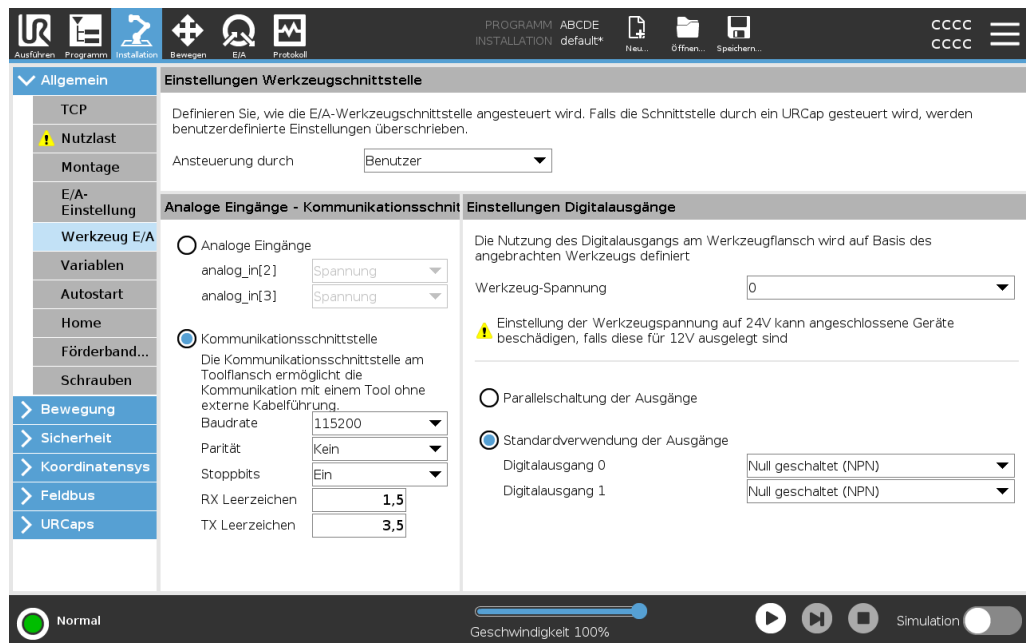 UR
Ausführen
Programm
Installation
Bewegen
E/A
Protokoll
PROGRAMM ABCDE
INSTALLATION default*
Neu...
Öffnen...
Speichern...
CCCC
CCCC
Allgemein
TCP
Nutzlast
Montage
E/A-
Einstellung
Werkzeug E/A
Variablen
Autostart
Home
Förderband...
Schrauben
Bewegung
Sicherheit
Koordinatensys
Feldbus
URCaps
Einstellungen Werkzeugschnittstelle
Definieren Sie, wie die E/A-Werkzeugschnittstelle angesteuert wird. Falls die Schnittstelle durch ein URCap gesteuert wird, werden
benutzerdefinierte Einstellungen überschrieben.
Ansteuerung durch Benutzer
Analoge Eingänge - Kommunikationsschnit
Analoge Eingänge
analog_in[2] Spannung
analog_in[3] Spannung
Kommunikationsschnittstelle
Die Kommunikationsschnittstelle am
Toolflansch ermöglicht die
Kommunikation mit einem Tool ohne
externe Kabelführung.
Baudrate 115200
Parität Kein
Stoppbits Ein
RX Leerzeichen 1,5
TX Leerzeichen 3,5
Einstellungen Digitalausgänge
Die Nutzung des Digitalausgangs am Werkzeugflansch wird auf Basis des
angebrachten Werkzeugs definiert
Werkzeug-Spannung 0
Einstellung der Werkzeugspannung auf 24V kann angeschlossene Geräte
beschädigen, falls diese für 12V ausgelegt sind
Parallelschaltung der Ausgänge
Standardverwendung der Ausgänge
Digitalausgang 0 Null geschaltet (NPN)
Digitalausgang 1 Null geschaltet (NPN)
Normal
Geschwindigkeit 100%
Simulation